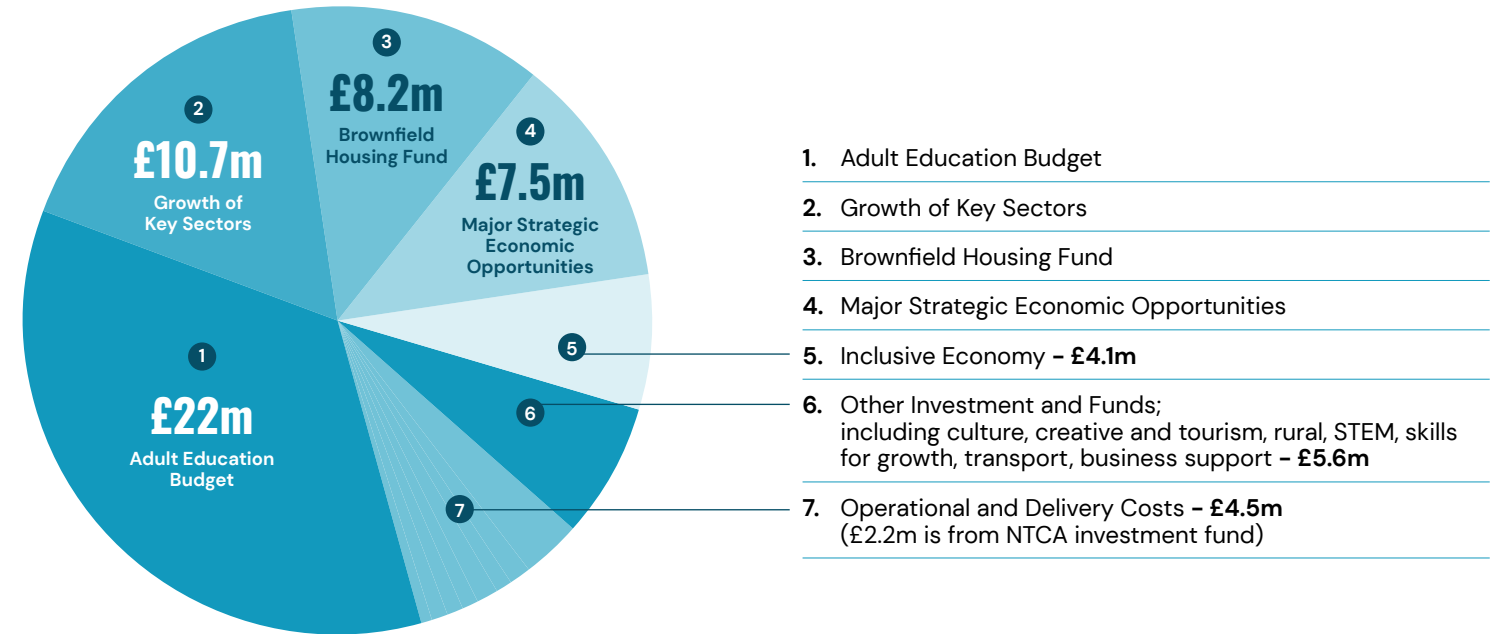 3
£8.2m
Brownfield
Housing Fund
2
£10.7m
Growth of
Key Sectors
4
£7.5m
Major Strategic
Economic
Opportunities
1
£22m
Adult Education
Budget
5
6
7
1. Adult Education Budget
2. Growth of Key Sectors
3. Brownfield Housing Fund
4. Major Strategic Economic Opportunities
5. Inclusive Economy – £4.1m
6. Other Investment and Funds;
including culture, creative and tourism, rural, STEM, skills
for growth, transport, business support – £5.6m
7. Operational and Delivery Costs – £4.5m
(£2.2m is from NTCA investment fund)